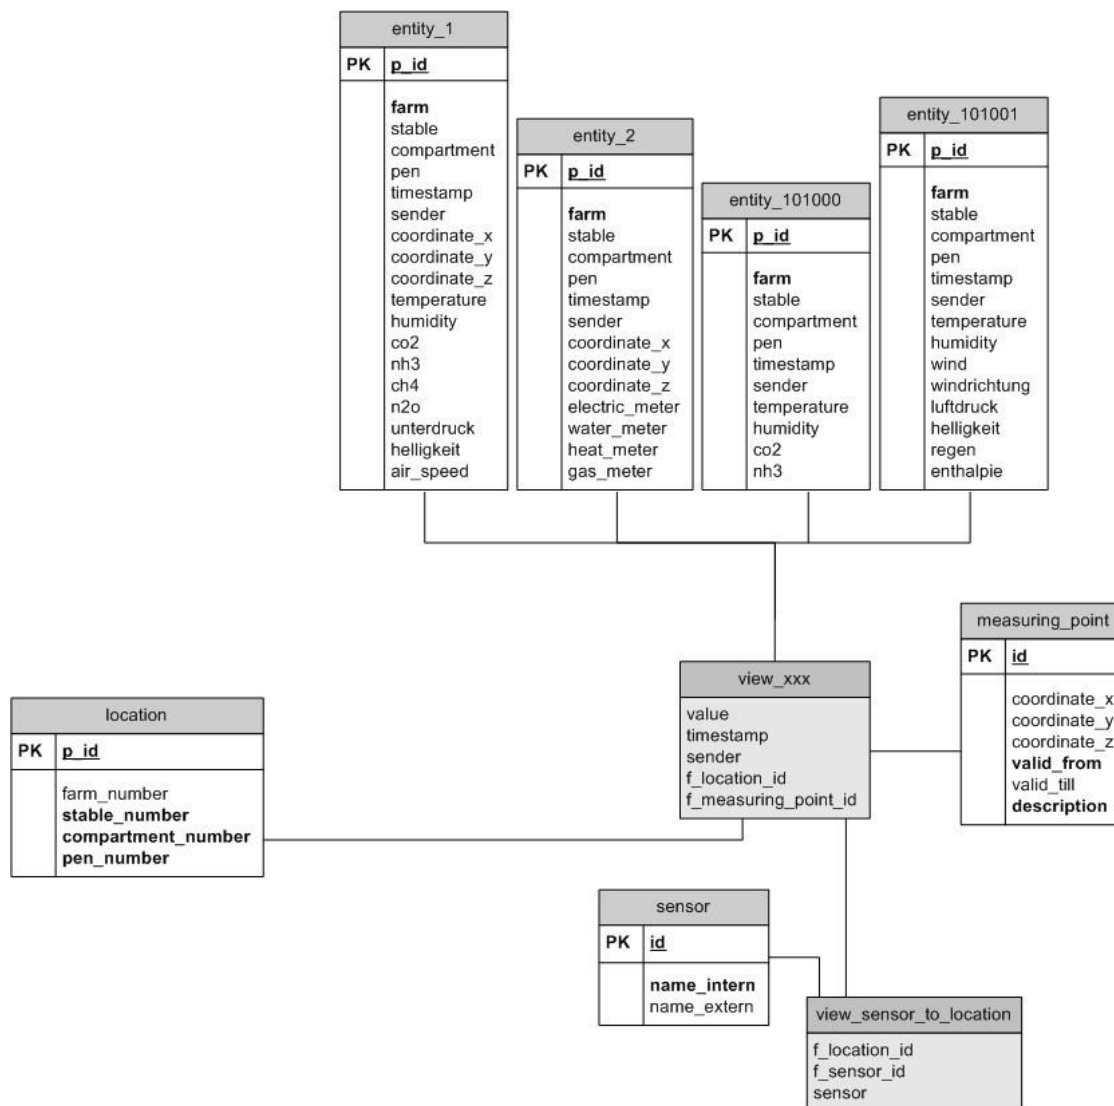 entity_1
PK p_id
farm
stable
compartment
pen
timestamp
sender
coordinate_x
coordinate_y
coordinate_z
temperature
humidity
co2
nh3
ch4
n2o
unterdruck
helligkeit
air_speed
entity_2
PK p_id
farm
stable
compartment
pen
timestamp
sender
coordinate_x
coordinate_y
coordinate_z
electric_meter
water_meter
heat_meter
gas_meter
entity_101000
PK p_id
farm
stable
compartment
pen
timestamp
sender
temperature
humidity
co2
nh3
entity_101001
PK p_id
farm
stable
compartment
pen
timestamp
sender
temperature
humidity
wind
windrichtung
luftdruck
helligkeit
regen
enthalpie
measuring_point
PK id
coordinate_x
coordinate_y
coordinate_z
valid_from
valid_till
description
view_xxx
value
timestamp
sender
f_location_id
f_measuring_point_id
location
PK p_id
farm_number
stable_number
compartment_number
pen_number
sensor
PK id
name_intern
name_extern
view_sensor_to_location
f_location_id
f_sensor_id
sensor